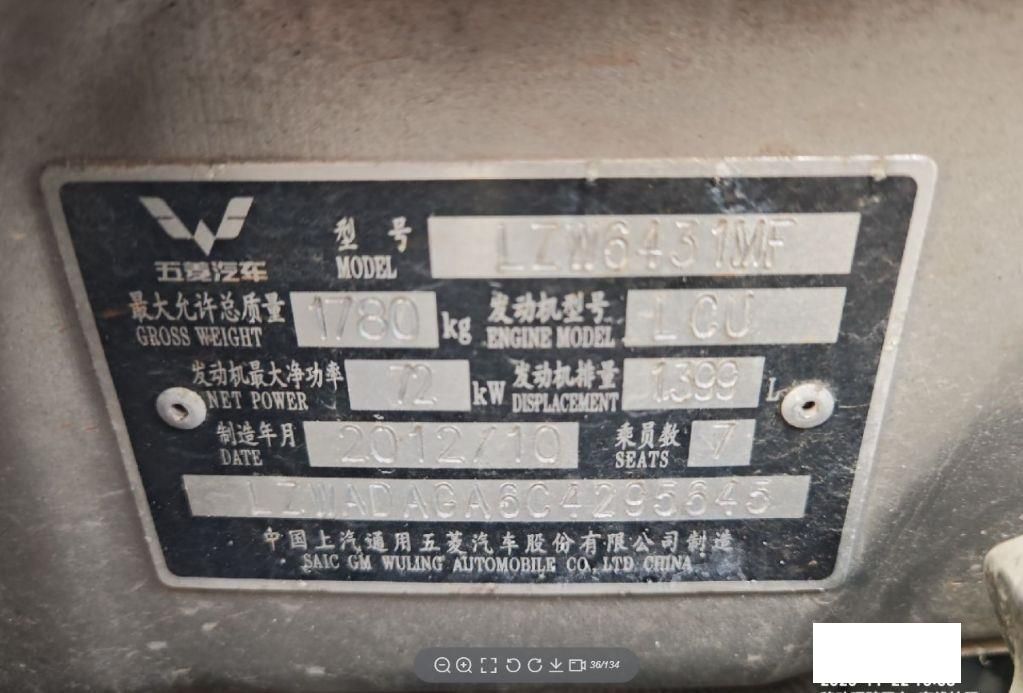 五菱汽车
型号 LZW6431MF
MODEL
最大允许总质量 1780 kg 发动机型号 LCU
GROSS WEIGHT ENGINE MODEL
发动机最大净功率 72 kW 发动机排量 1.399 L
NET POWER DISPLACEMENT
制造年月 2012/10 乘员数 7
DATE SEATS
LZWADAGA6C4295645
中国上汽通用五菱汽车股份有限公司制造
SAIC GM WULING AUTOMOBILE CO., LTD CHINA
36/134